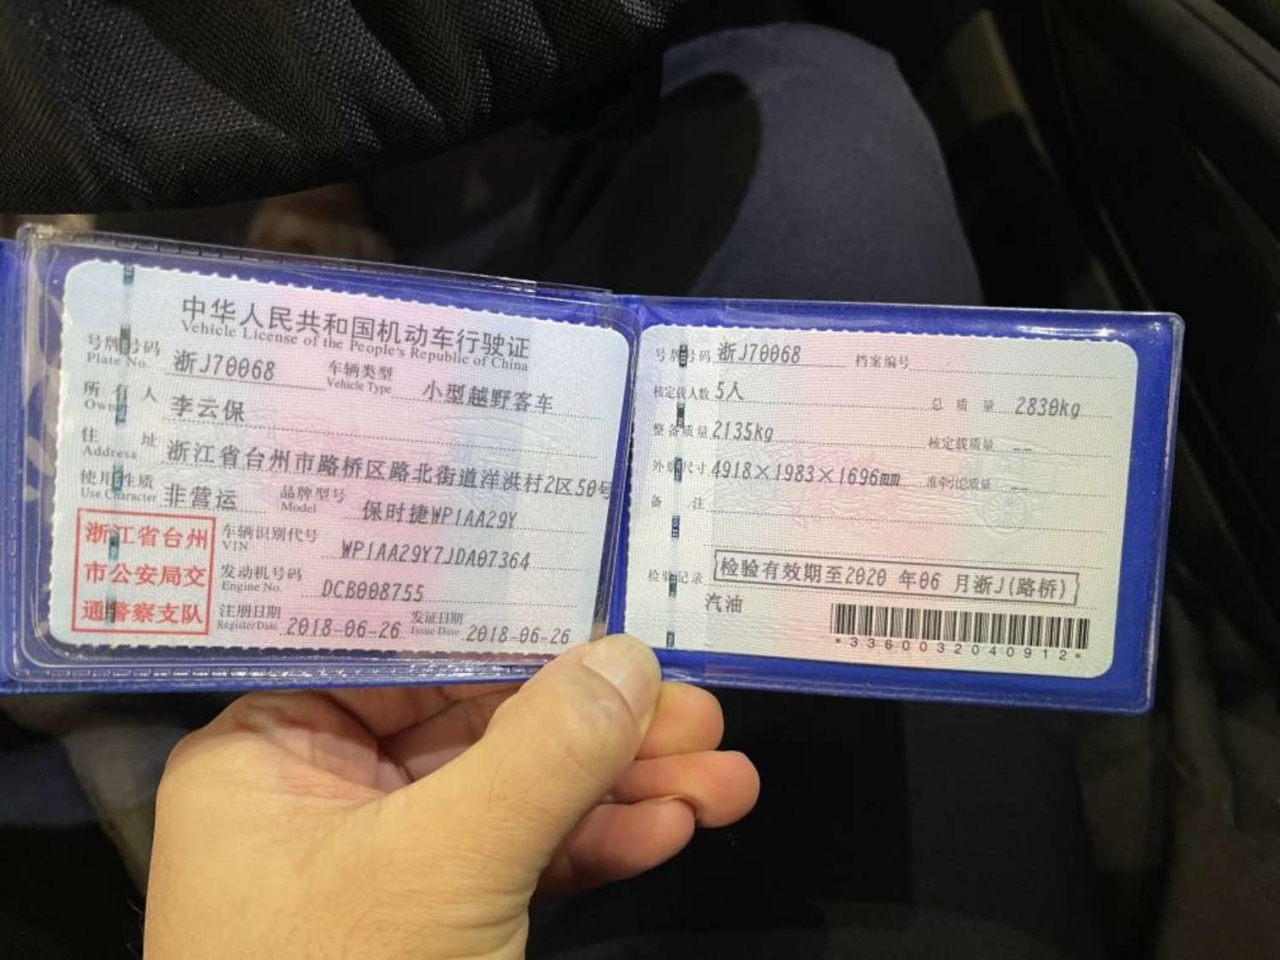 中华人民共和国机动车行驶证
Vehicle License of the People's Republic of China
号牌号码 浙J70068 车辆类型 小型越野客车
Plate No. Vehicle Type
所有人 李云保
Owner
住址 浙江省台州市路桥区路北街道洋洪村2区50号
Address
使用性质 非营运 品牌型号 保时捷WP1AA29Y
Use Character Model
浙江省台州
市公安局交
通警察支队
车辆识别代号 WP1AA29Y7JDA07364
VIN
发动机号码 DCB008755
Engine No.
注册日期 2018-06-26 发证日期 2018-06-26
Register Date Issue Date
号牌号码 浙J70068 档案编号
核定载人数 5人 总质量 2830kg
整备质量 2135kg 核定载质量 --
外廓尺寸 4918×1983×1696mm 准牵引总质量 --
备注
检验记录 检验有效期至2020年06月浙J(路桥)
汽油
*3360032040912*